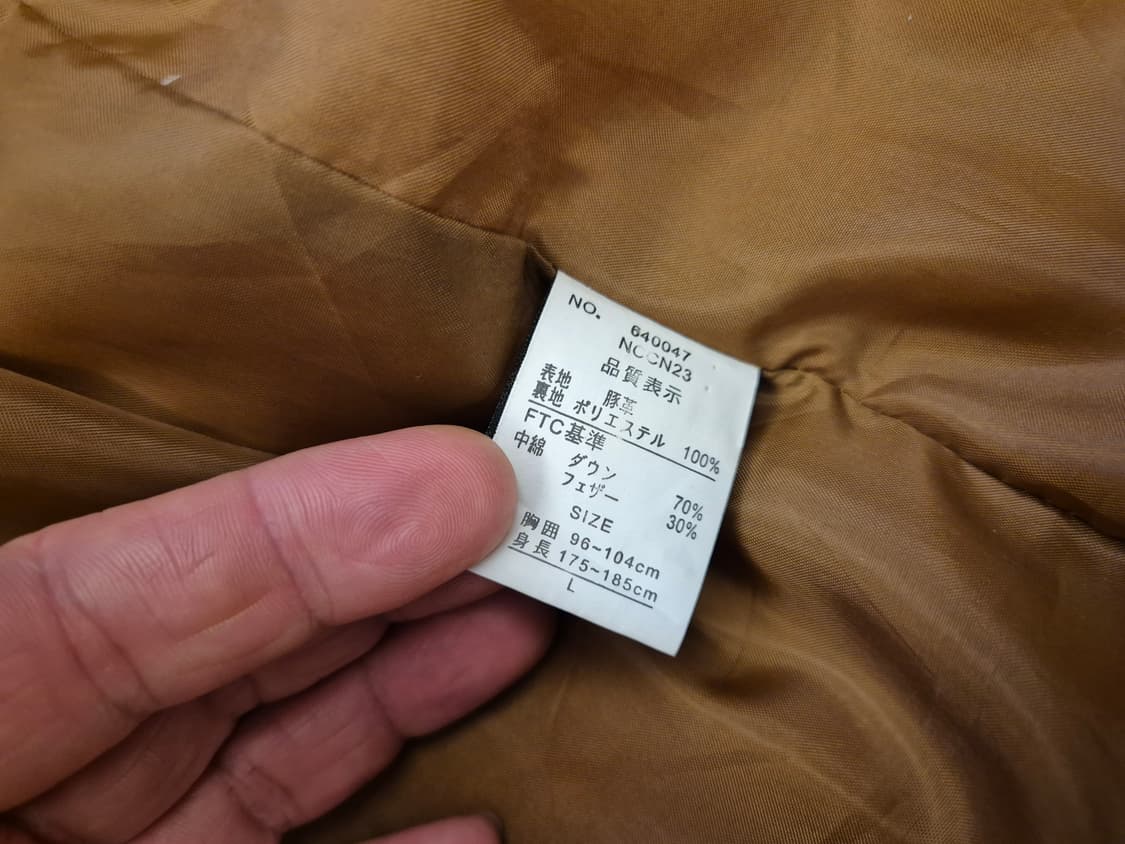 NO. 640047
NCCN23
品質表示
表地 豚革
裏地 ポリエステル 100%
FTC基準
中綿 ダウン 70%
フェザー 30%
SIZE
胸囲 96~104cm
身長 175~185cm
L